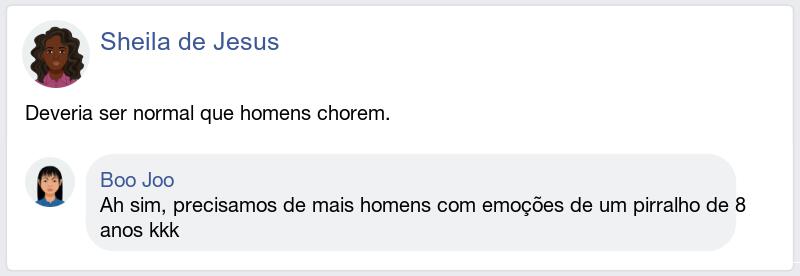 Sheila de Jesus
Deveria ser normal que homens chorem.
Boo Joo
Ah sim, precisamos de mais homens com emoções de um pirralho de 8
anos kkk